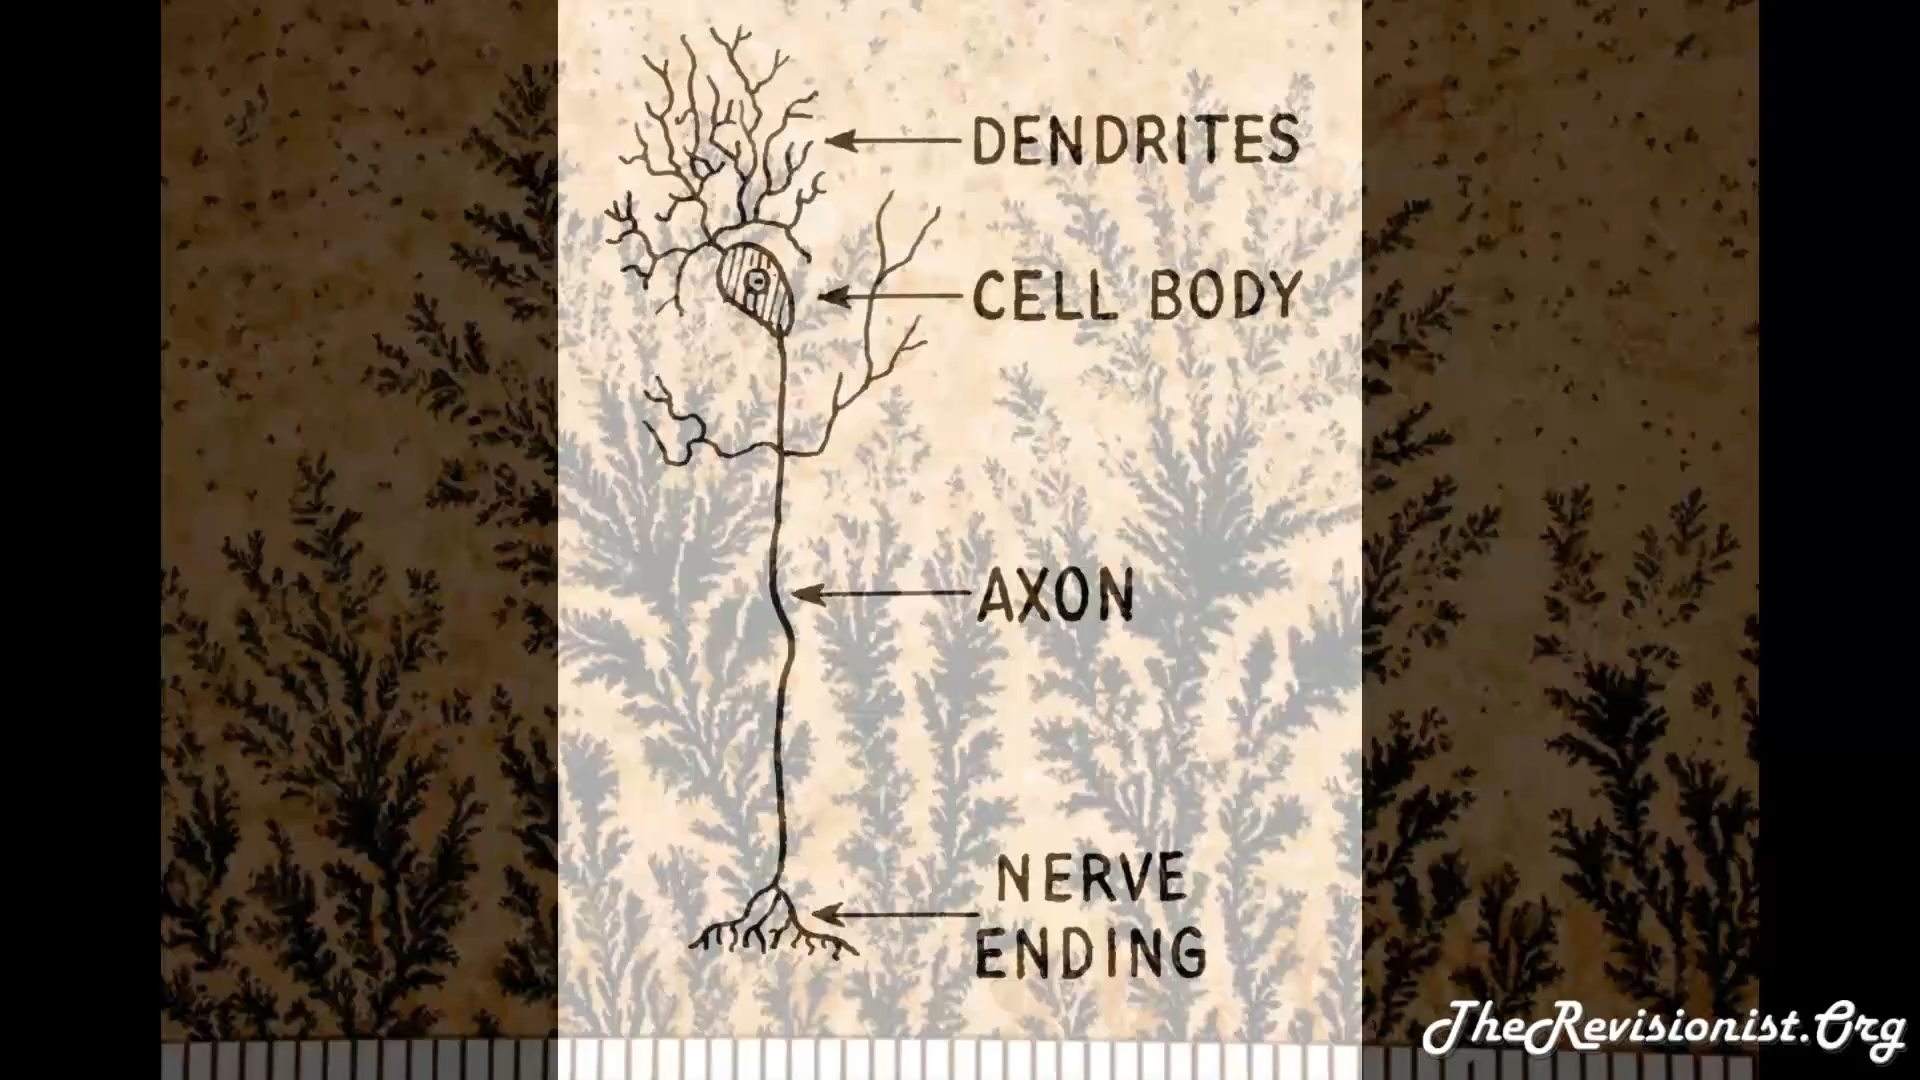 DENDRITES
CELL BODY
AXON
NERVE
ENDING
TheRevisionist.Org